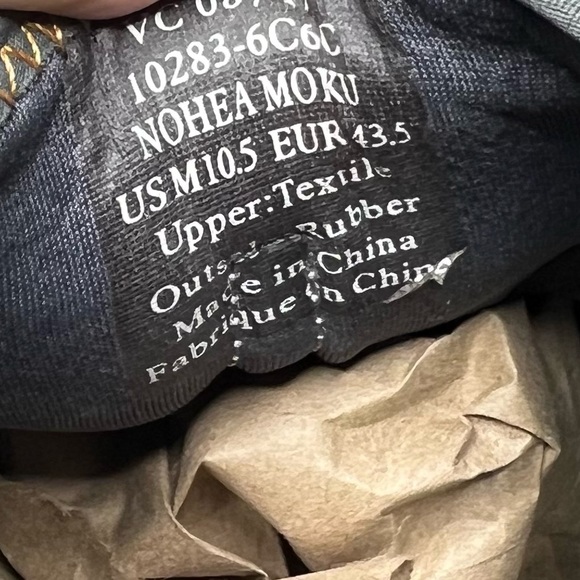 VC
10283-6C6C
NOHEA MOKU
US M10.5 EUR 43.5
Upper:Textile
Rubber
Made in China
Fabrique en Chine